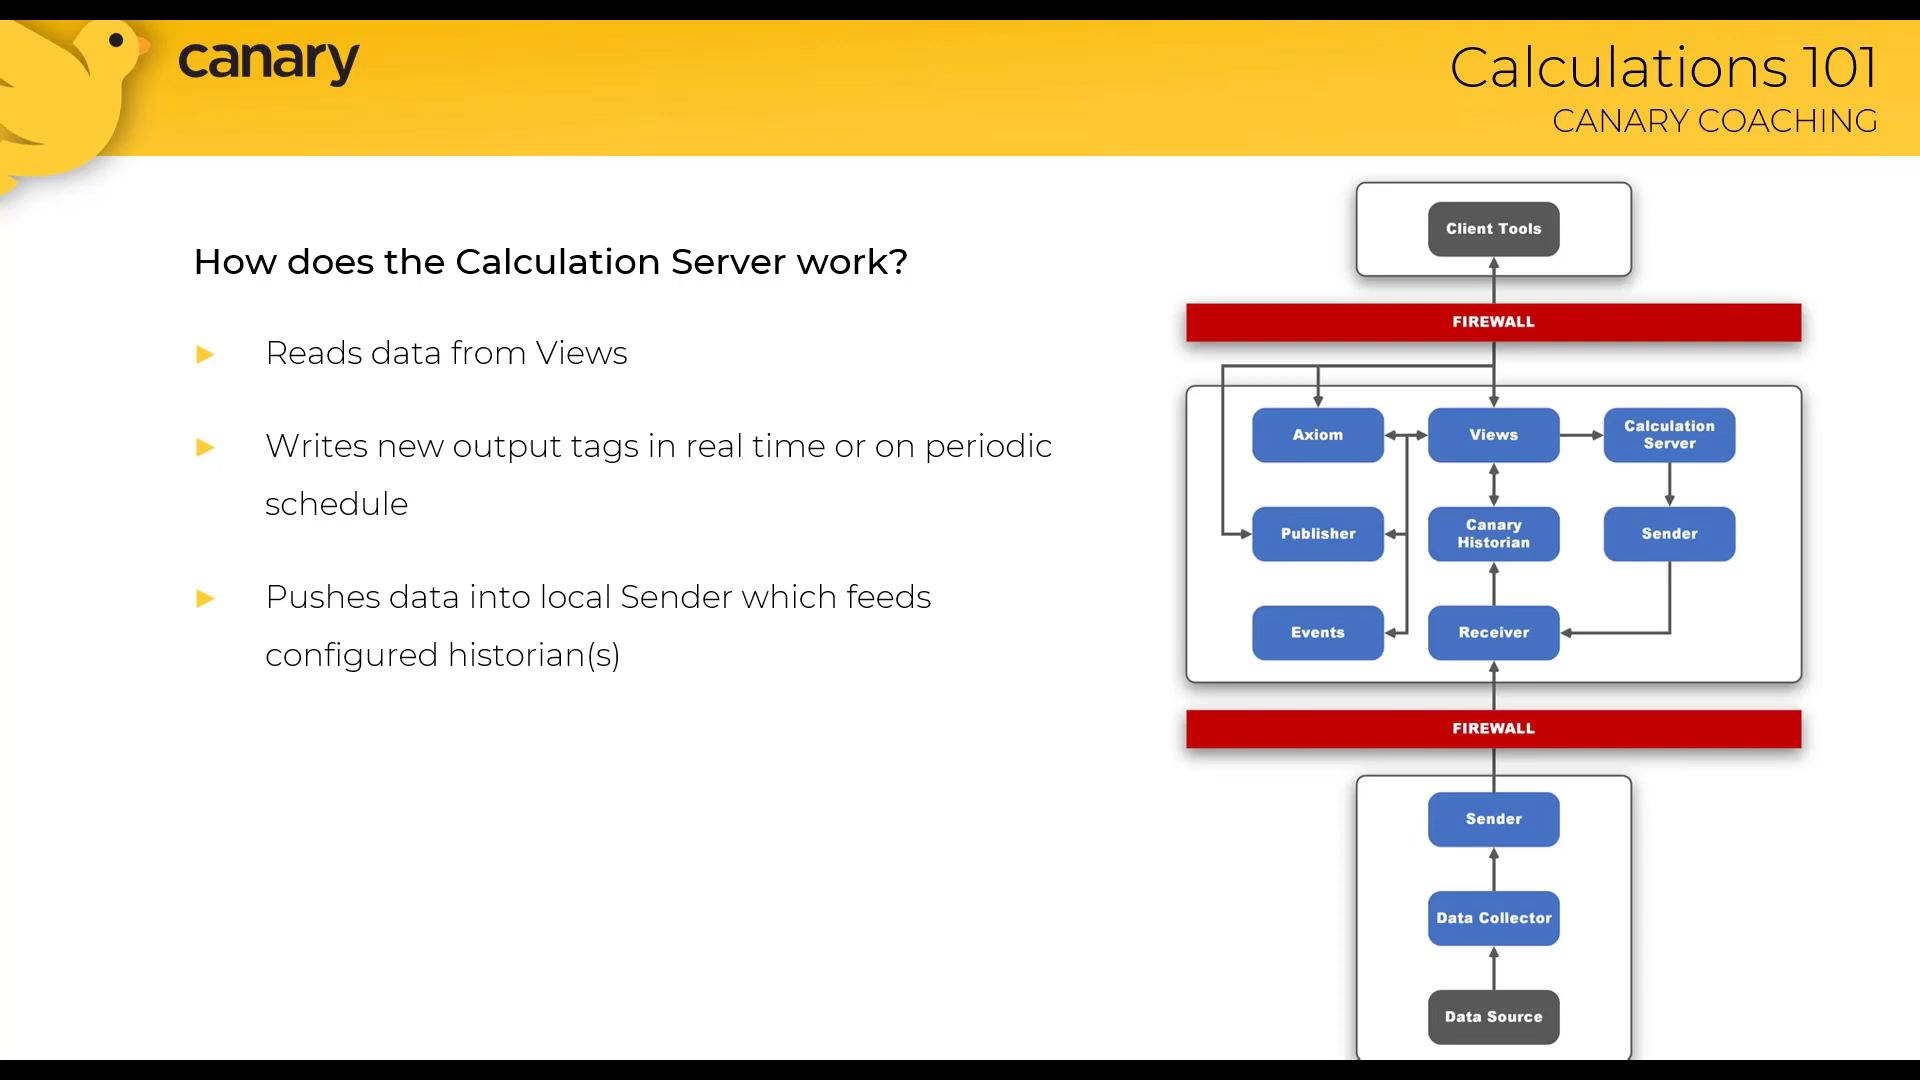 canary
Calculations 101
CANARY COACHING
How does the Calculation Server work?
Reads data from Views
Writes new output tags in real time or on periodic
schedule
Pushes data into local Sender which feeds
configured historian(s)
Client Tools
FIREWALL
Axiom
Views
Calculation
Server
Publisher
Canary
Historian
Sender
Events
Receiver
FIREWALL
Sender
Data Collector
Data Source